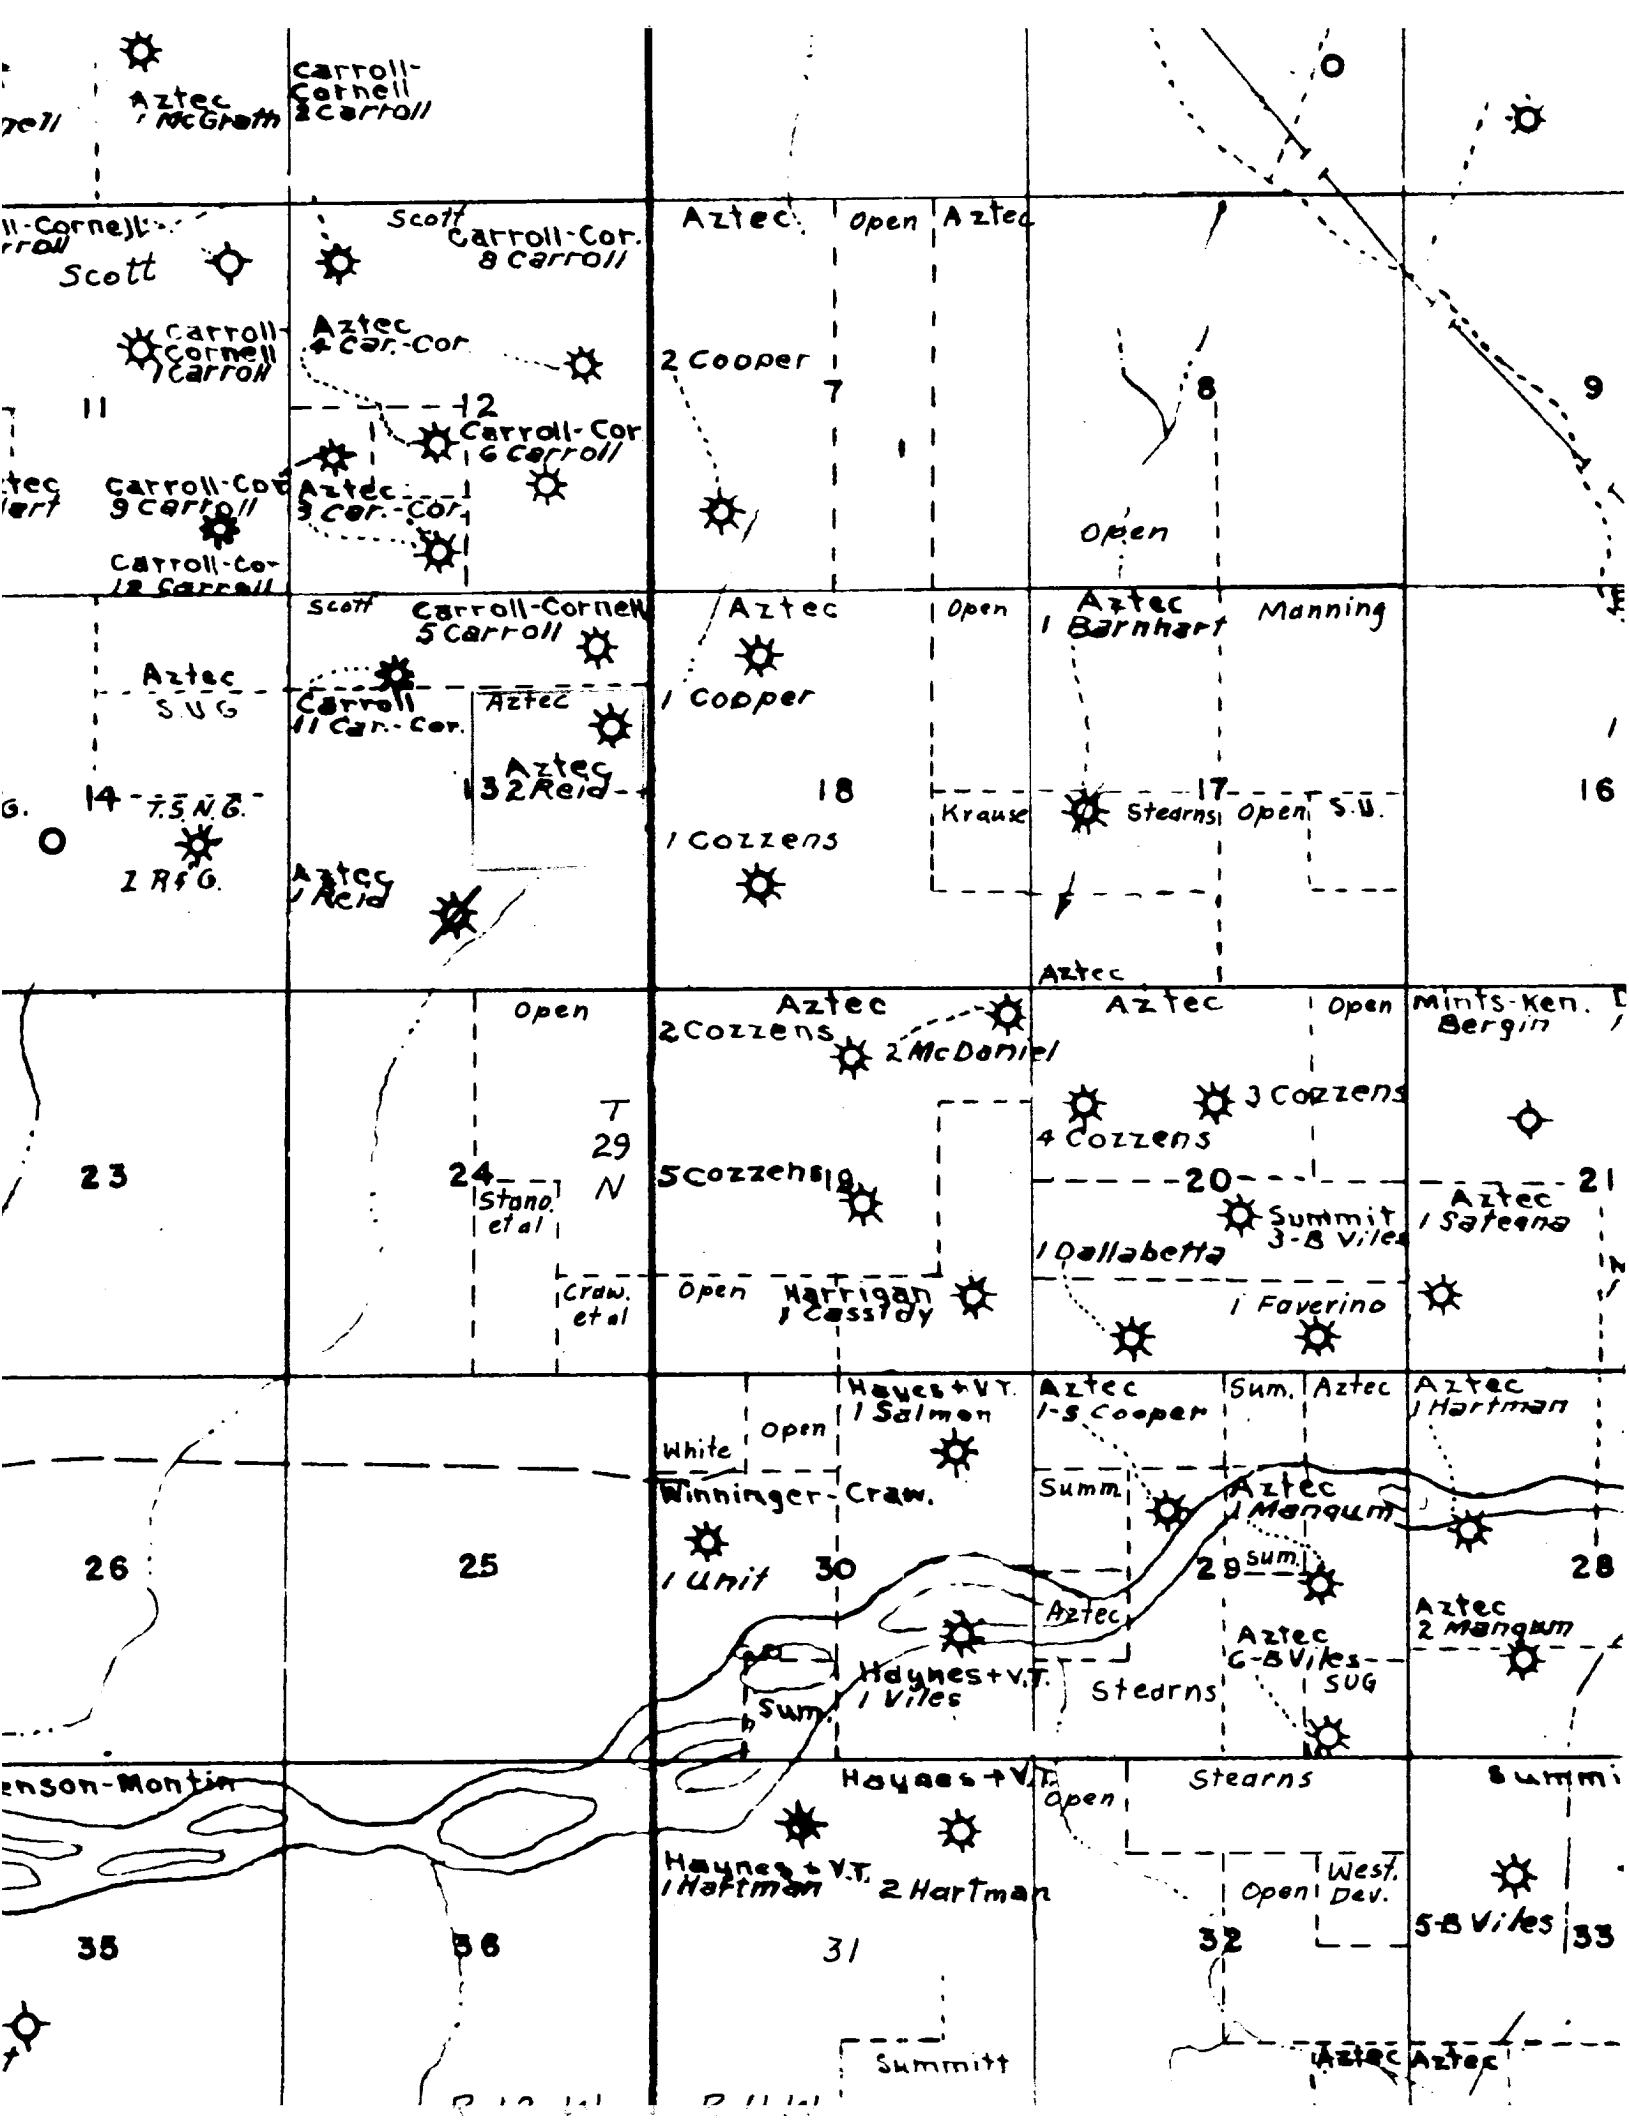 Aztec
1 McGrath
Carroll-
Cornell
2 Carroll
Scott
Scott
Carroll-Cor.
8 Carroll
Aztec
Open
Aztec
Carroll-
Cornell
1 Carroll
Aztec
4 Car.-Cor.
2 Cooper
7
8
9
11
12
Carroll-Cor
6 Carroll
Carroll-Cor
9 Carroll
Aztec
3 Car.-Cor.
Open
Carroll-Co-
12 Carroll
Scott
Carroll-Cornell
5 Carroll
Aztec
Open
Aztec
1 Barnhart
Manning
Aztec
S.U.G
Carroll
11 Car.-Cor.
Aztec
1 Cooper
Aztec
2 Reid
14
13
18
17
16
T.S.N.G.
G.
Krause
Stearns
Open
S.U.
1 Cozzens
1 R & G.
Aztec
1 Reid
Aztec
Open
Aztec
2 Cozzens
2 McDaniel
Aztec
Open
Mints-Ken.
Bergin
T
29
N
3 Cozzens
4 Cozzens
23
24
5 Cozzens
19
20
21
Stano.
et al
Summit
3-B Viles
Aztec
1 Sategna
1 Dallabetta
Craw.
et al
Open
Harrigan
1 Cassidy
1 Faverino
Hayes + V.T.
1 Salmon
Aztec
1-S Cooper
Sum.
Aztec
Aztec
1 Hartman
White
Open
Winninger-Craw.
Summ.
Aztec
1 Mangum
26
25
1 Unit
30
29
Sum.
28
Aztec
Aztec
2 Mangum
Aztec
6-B Viles
SUG
Haynes + V.T.
1 Viles
Stearns
Sum.
enson-Montin
Haynes + V.T.
Open
Stearns
Summi
Haynes + V.T.
1 Hartman
2 Hartman
Open
West.
Dev.
5-B Viles
35
36
31
32
33
Summitt
Aztec
Aztec
R 12 W
R 11 W